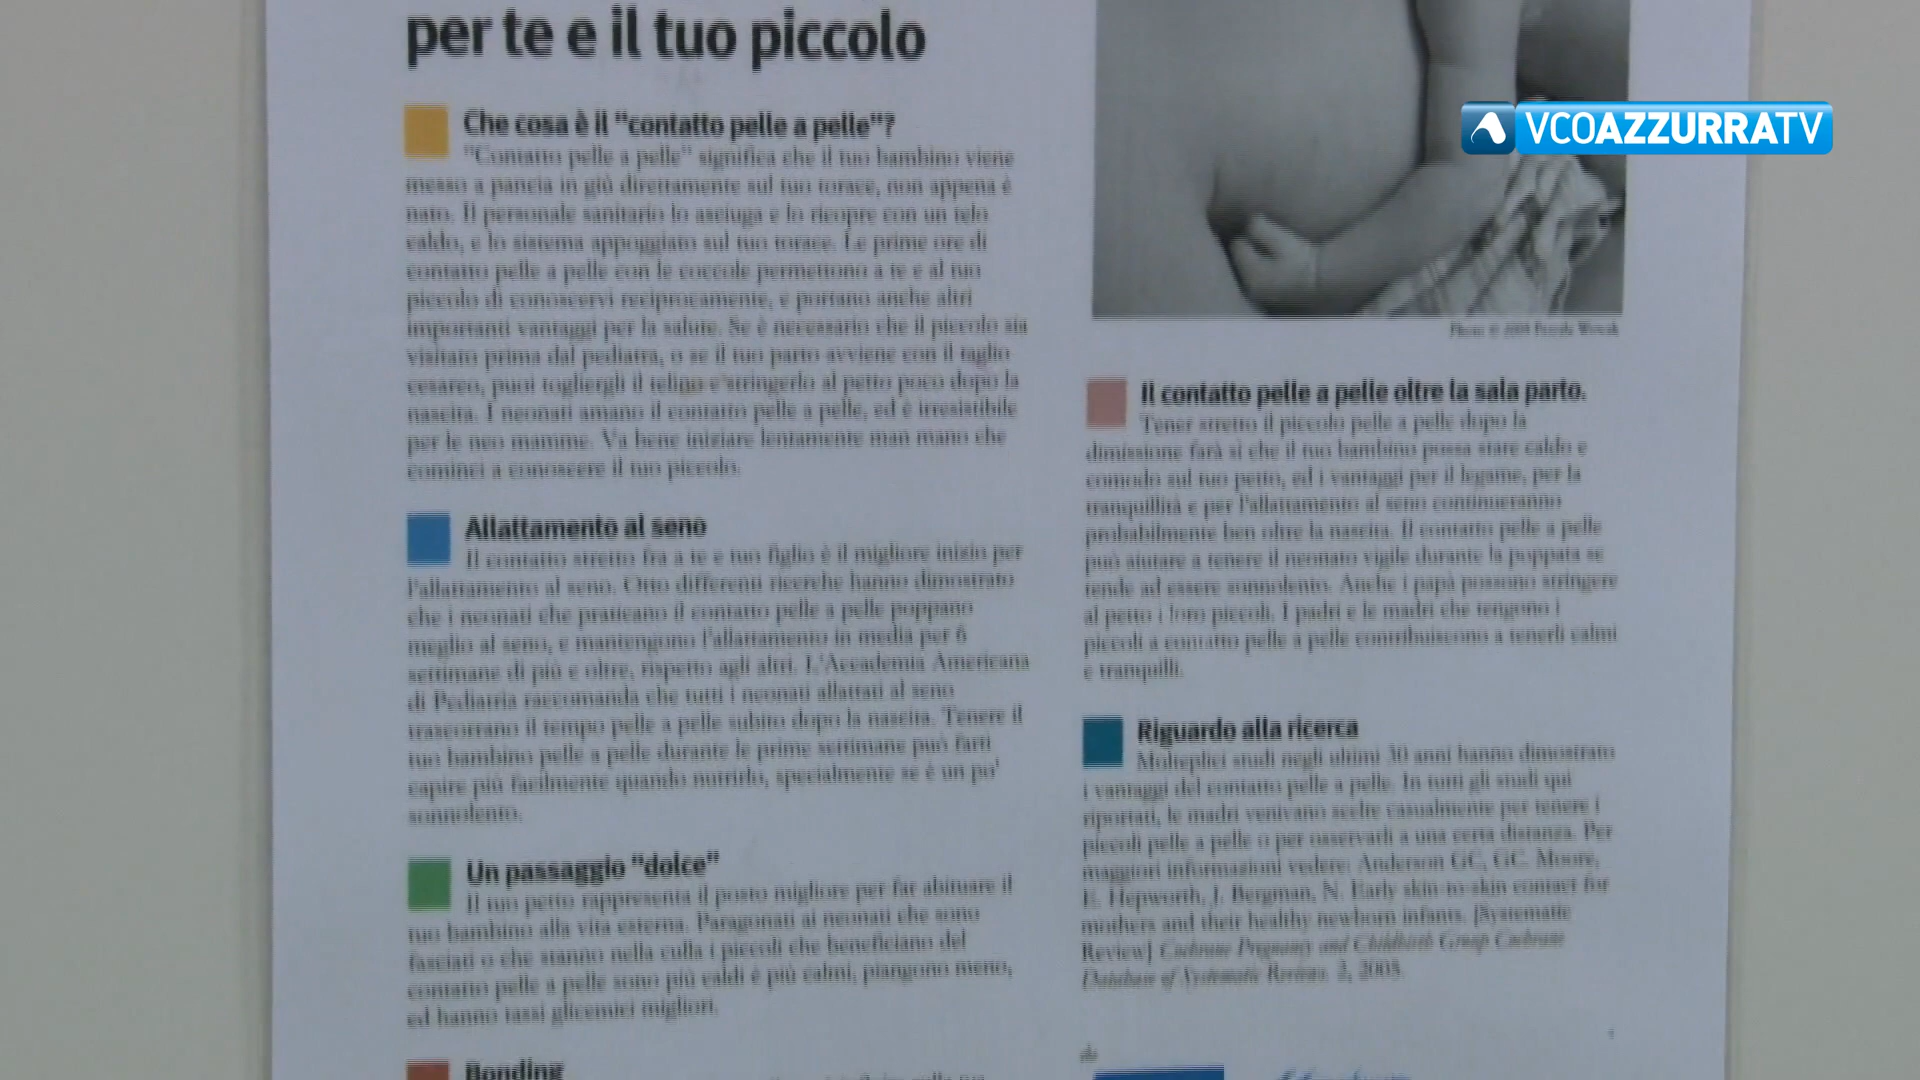 per te e il tuo piccolo
Che cosa è il "contatto pelle a pelle"?
"Contatto pelle a pelle" significa che il tuo bambino viene
messo a pancia in giù direttamente sul tuo torace, non appena è
nato. Il personale sanitario lo asciuga e lo ricopre con un telo
caldo, e lo sistema appoggiato sul tuo torace. Le prime ore di
contatto pelle a pelle con le coccole permettono a te e al tuo
piccolo di conoscervi reciprocamente, e portano anche altri
importanti vantaggi per la salute. Se è necessario che il piccolo sia
visitato prima dal pediatra, o se il tuo parto avviene con il taglio
cesareo, puoi togliergli il telino e stringerlo al petto poco dopo la
nascita. I neonati amano il contatto pelle a pelle, ed è irresistibile
per le neo mamme. Va bene iniziare lentamente man mano che
cominci a conoscere il tuo piccolo.
Allattamento al seno
Il contatto stretto fra a te e tuo figlio è il migliore inizio per
l'allattamento al seno. Otto differenti ricerche hanno dimostrato
che i neonati che praticano il contatto pelle a pelle poppano
meglio al seno, e mantengono l'allattamento in media per 6
settimane di più e oltre, rispetto agli altri. L'Accademia Americana
di Pediatria raccomanda che tutti i neonati allattati al seno
trascorrano il tempo pelle a pelle subito dopo la nascita. Tenere il
tuo bambino pelle a pelle durante le prime settimane può farti
capire più facilmente quando nutrirlo, specialmente se è un po'
sonnolento.
Un passaggio "dolce"
Il tuo petto rappresenta il posto migliore per far abituare il
tuo bambino alla vita esterna. Paragonati ai neonati che sono
fasciati o che stanno nella culla i piccoli che beneficiano del
contatto pelle a pelle sono più caldi e più calmi, piangono meno,
ed hanno tassi glicemici migliori.
Bonding
VCOAZZURRATV
Il contatto pelle a pelle oltre la sala parto.
Tener stretto il piccolo pelle a pelle dopo la
dimissione farà sì che il tuo bambino possa stare caldo e
comodo sul tuo petto, ed i vantaggi per il legame, per la
tranquillità e per l'allattamento al seno continueranno
probabilmente ben oltre la nascita. Il contatto pelle a pelle
può aiutare a tenere il neonato vigile durante la poppata se
tende ad essere sonnolento. Anche i papà possono stringere
al petto i loro piccoli. I padri e le madri che tengono i
piccoli a contatto pelle a pelle contribuiscono a tenerli calmi
e tranquilli.
Riguardo alla ricerca
Molteplici studi negli ultimi 30 anni hanno dimostrato
i vantaggi del contatto pelle a pelle. In tutti gli studi qui
riportati, le madri venivano scelte casualmente per tenere i
piccoli pelle a pelle o per osservarli a una certa distanza. Per
maggiori informazioni vedere: Anderson GC, GC. Moore,
E. Hepworth, J. Bergman, N. Early skin-to-skin contact for
mothers and their healthy newborn infants. [Systematic
Review] Cochrane Pregnancy and Childbirth Group Cochrane
Database of Systematic Reviews. 2, 2003.